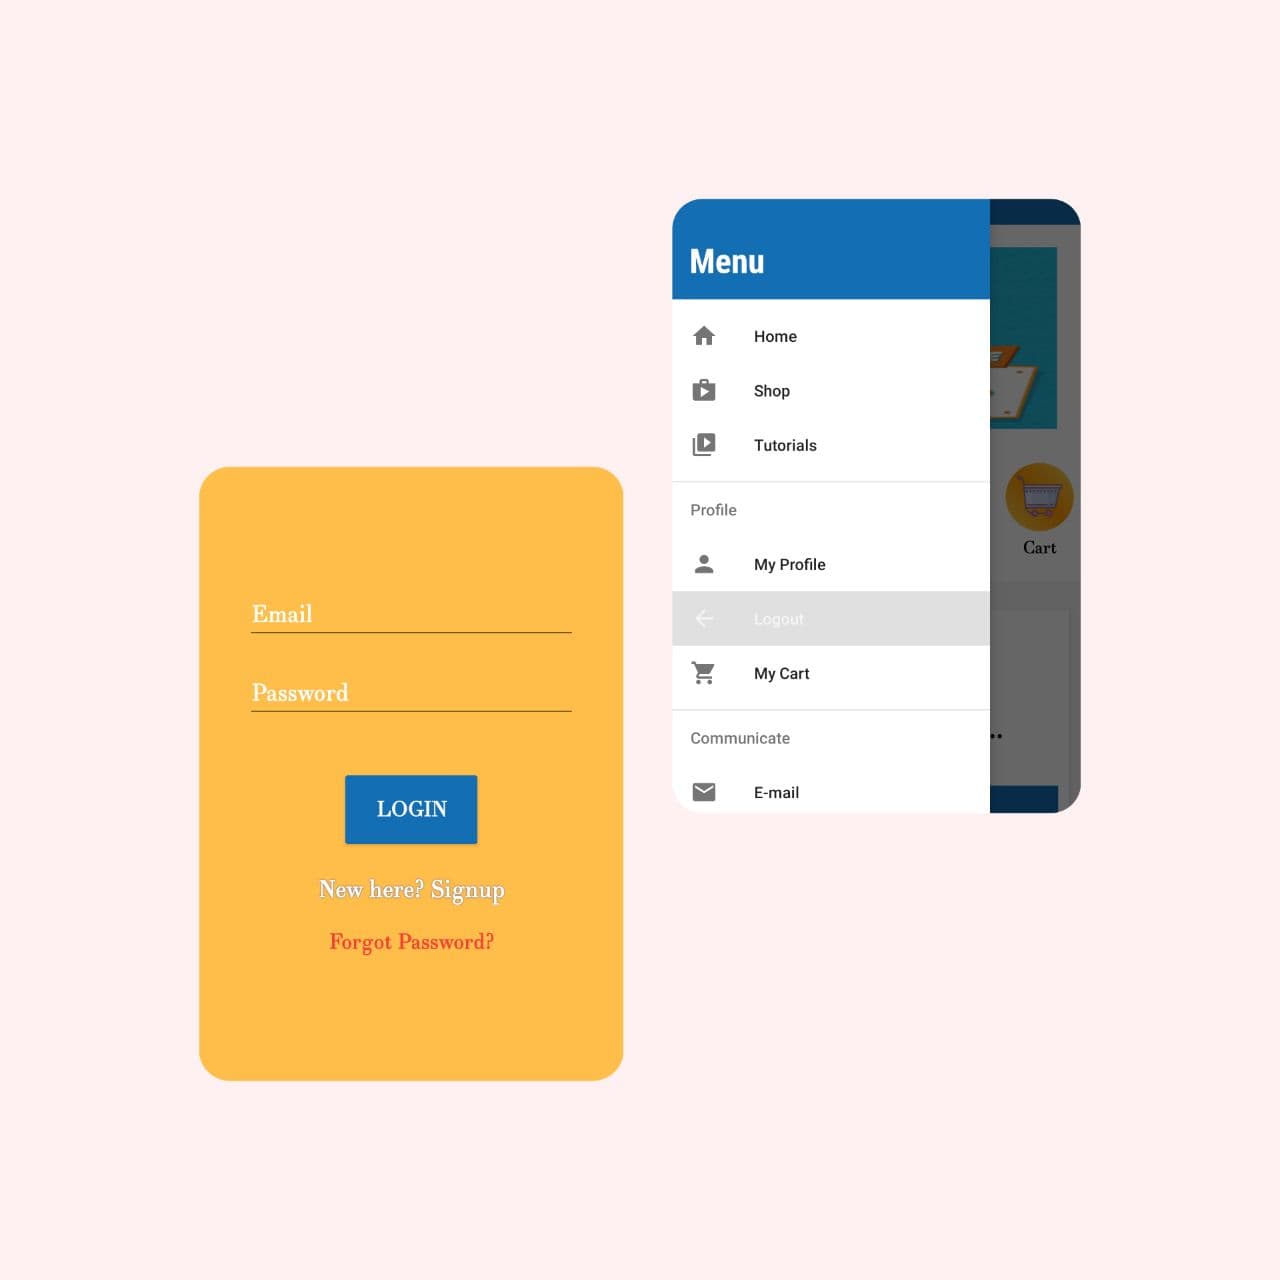 Menu
Home
Shop
Tutorials
Profile
My Profile
Logout
My Cart
Communicate
E-mail
Cart
Email
Password
LOGIN
New here? Signup
Forgot Password?